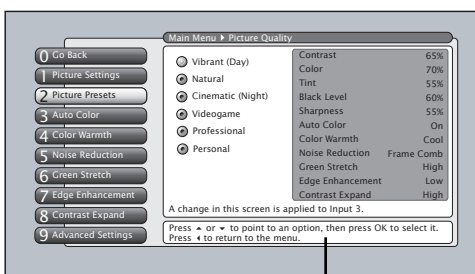 Main Menu ▸ Picture Quality
0 Go Back
1 Picture Settings
2 Picture Presets
3 Auto Color
4 Color Warmth
5 Noise Reduction
6 Green Stretch
7 Edge Enhancement
8 Contrast Expand
9 Advanced Settings
Vibrant (Day)
Natural
Cinematic (Night)
Videogame
Professional
Personal
Contrast 65%
Color 70%
Tint 55%
Black Level 60%
Sharpness 55%
Auto Color On
Color Warmth Cool
Noise Reduction Frame Comb
Green Stretch High
Edge Enhancement Low
Contrast Expand High
A change in this screen is applied to Input 3.
Press ▴ or ▾ to point to an option, then press OK to select it.
Press ◂ to return to the menu.